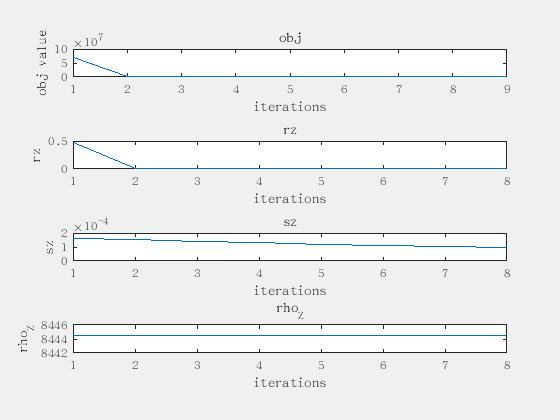 obj
×10^7
obj value
10
5
0
1 2 3 4 5 6 7 8 9
iterations
rz
rz
0.5
0
1 2 3 4 5 6 7 8
iterations
sz
×10^-4
sz
2
1
0
1 2 3 4 5 6 7 8
iterations
rho_z
rho_z
8446
8444
8442
1 2 3 4 5 6 7 8
iterations